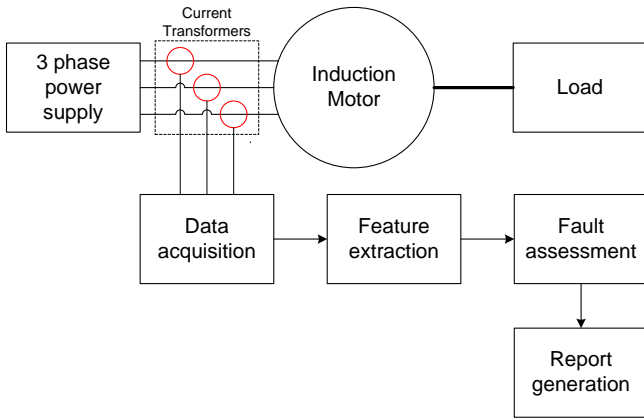 Current
Transformers
3 phase
power
supply
Induction
Motor
Load
Data
acquisition
Feature
extraction
Fault
assessment
Report
generation